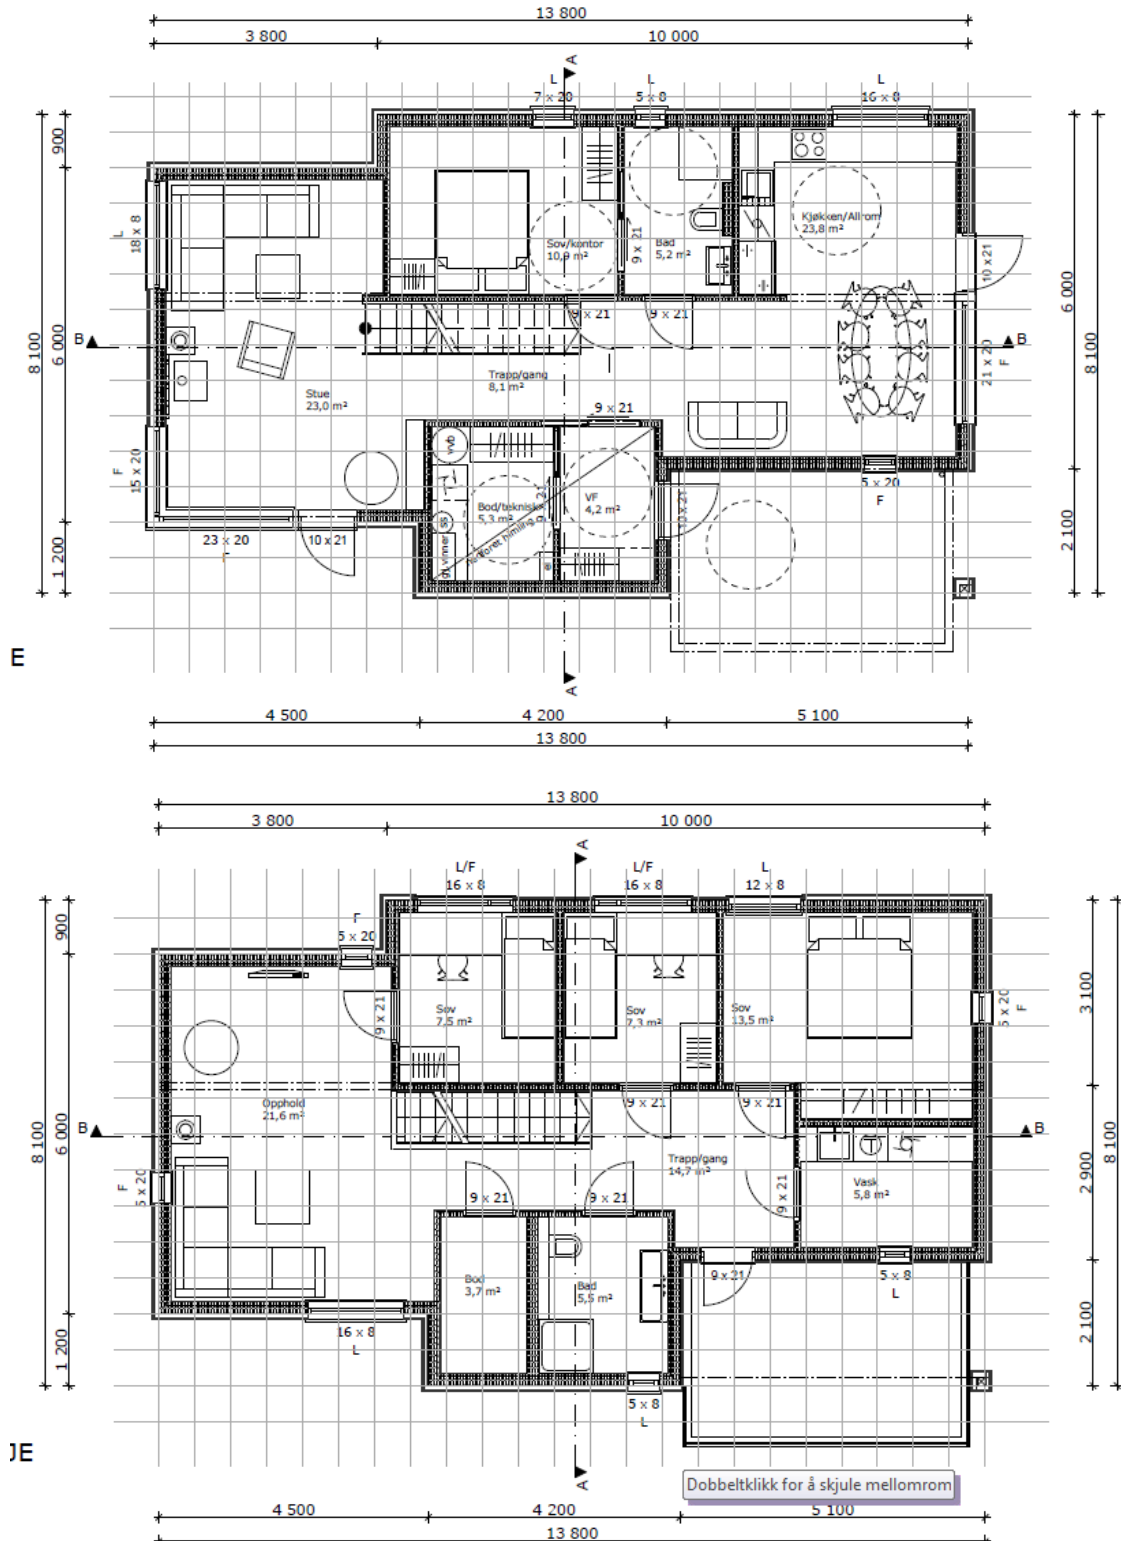 13 800
3 800
10 000
A
L
L
L
7 x 20
5 x 8
16 x 8
900
L
18 x 8
Kjøkken/Allrom
23,8 m²
Sov/kontor
10,9 m²
9 x 21
Bad
5,2 m²
10 x 21
6 000
8 100
6 000
8 100
9 x 21
9 x 21
B
B
Trapp/gang
8,1 m²
21 x 20
F
Stue
23,0 m²
9 x 21
vvb
F
15 x 20
5 x 20
F
Bod/teknisk
5,3 m²
VF
4,2 m²
10 x 21
SS
23 x 20
F
10 x 21
1 200
2 100
A
E
4 500
4 200
5 100
13 800
13 800
3 800
10 000
A
L/F
L/F
L
16 x 8
16 x 8
12 x 8
900
F
5 x 20
3 100
9 x 21
Sov
7,5 m²
Sov
7,3 m²
Sov
13,5 m²
5 x 20
F
Opphold
21,6 m²
9 x 21
9 x 21
B
B
8 100
6 000
8 100
Trapp/gang
14,7 m²
2 900
F
5 x 20
9 x 21
9 x 21
9 x 21
Vask
5,8 m²
9 x 21
5 x 8
L
Bod
3,7 m²
Bad
5,5 m²
16 x 8
L
1 200
2 100
5 x 8
L
JE
A
Dobbeltklikk for å skjule mellomrom
4 500
4 200
5 100
13 800